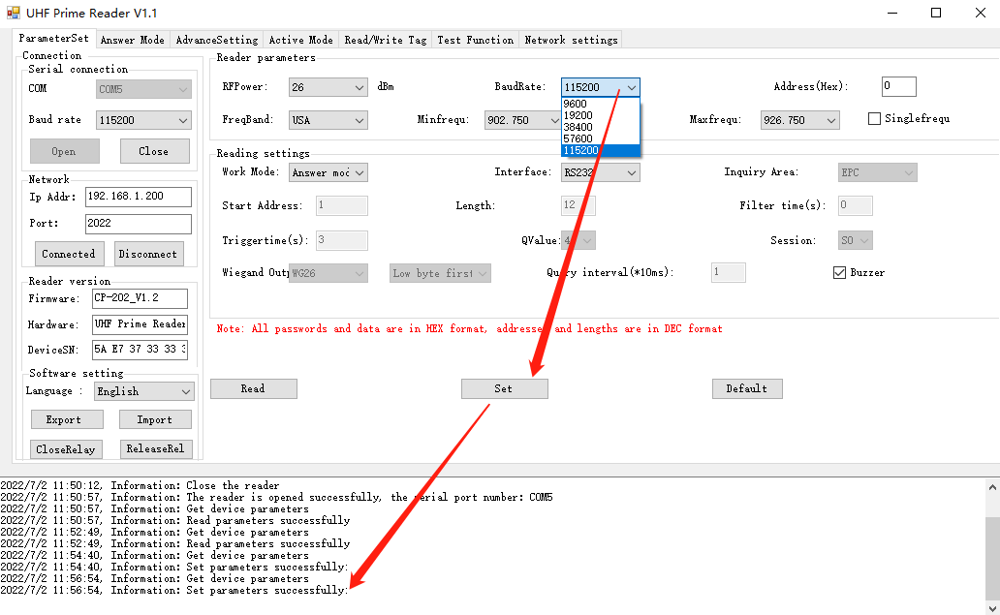 UHF Prime Reader V1.1
ParameterSet Answer Mode AdvanceSetting Active Mode Read/Write Tag Test Function Network settings
Connection
Serial connection
COM COM5
Baud rate 115200
Open Close
Network
Ip Addr: 192.168.1.200
Port: 2022
Connected Disconnect
Reader version
Firmware: CP-202_V1.2
Hardware: UHF Prime Reader
DeviceSN: 5A E7 37 33 33
Software setting
Language : English
Export Import
CloseRelay ReleaseRel
Reader parameters
RFPower: 26 dBm BaudRate: 115200 Address(Hex): 0
9600
19200
38400
57600
115200
FreqBand: USA Minfrequ: 902.750 Maxfrequ: 926.750 Singlefrequ
Reading settings
Work Mode: Answer mod Interface: RS232 Inquiry Area: EPC
Start Address: 1 Length: 12 Filter time(s): 0
Triggertime(s): 3 QValue: 4 Session: S0
Wiegand Outp WG26 Low byte first Query interval(*10ms): 1 Buzzer
Note: All passwords and data are in HEX format, addresses and lengths are in DEC format
Read Set Default
2022/7/2 11:50:12, Information: Close the reader
2022/7/2 11:50:57, Information: The reader is opened successfully, the serial port number: COM5
2022/7/2 11:50:57, Information: Get device parameters
2022/7/2 11:50:57, Information: Read parameters successfully
2022/7/2 11:52:49, Information: Get device parameters
2022/7/2 11:52:49, Information: Read parameters successfully
2022/7/2 11:54:40, Information: Get device parameters
2022/7/2 11:54:40, Information: Set parameters successfully:
2022/7/2 11:56:54, Information: Get device parameters
2022/7/2 11:56:54, Information: Set parameters successfully: